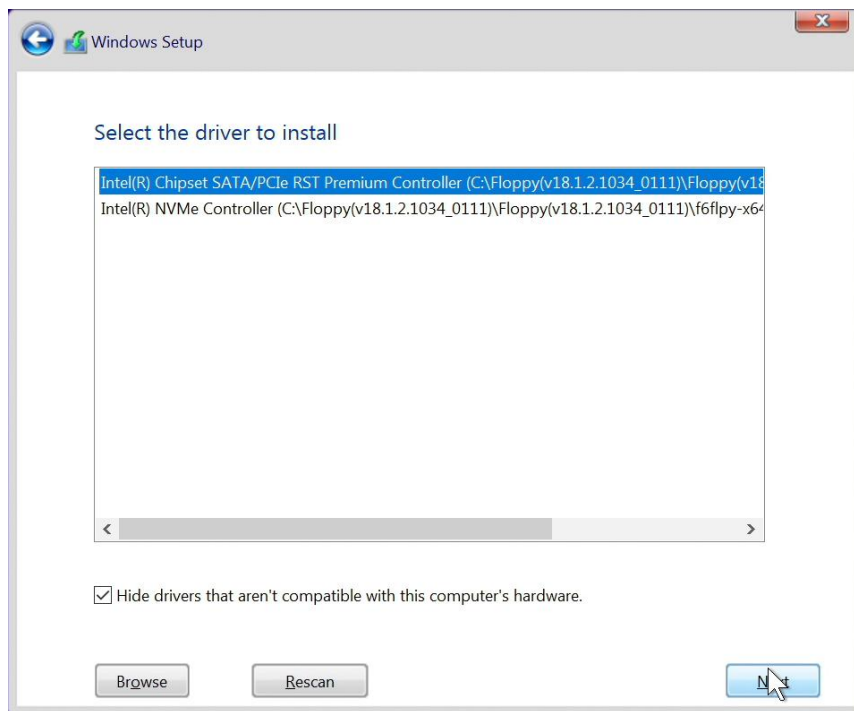 Windows Setup
Select the driver to install
Intel(R) Chipset SATA/PCIe RST Premium Controller (C:\Floppy(v18.1.2.1034_0111)\Floppy(v18
Intel(R) NVMe Controller (C:\Floppy(v18.1.2.1034_0111)\Floppy(v18.1.2.1034_0111)\f6flpy-x64
Hide drivers that aren't compatible with this computer's hardware.
Browse
Rescan
Next